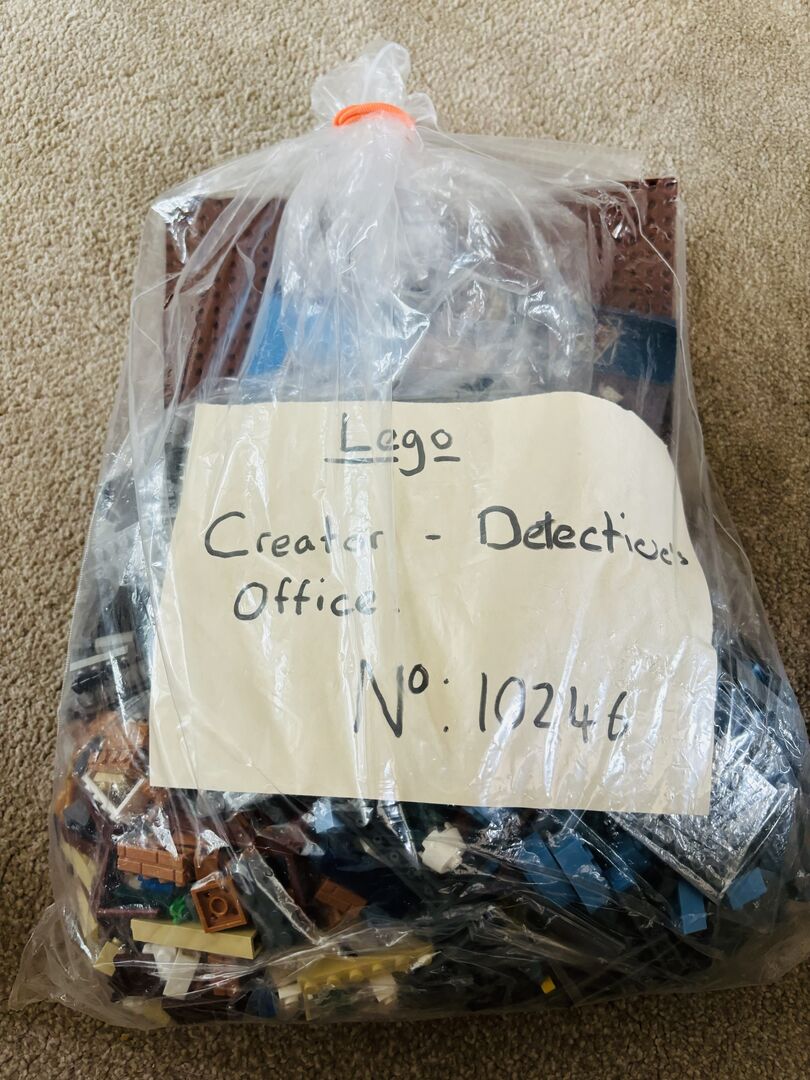 Lego
Creator - Detective's
Office.
No: 10246